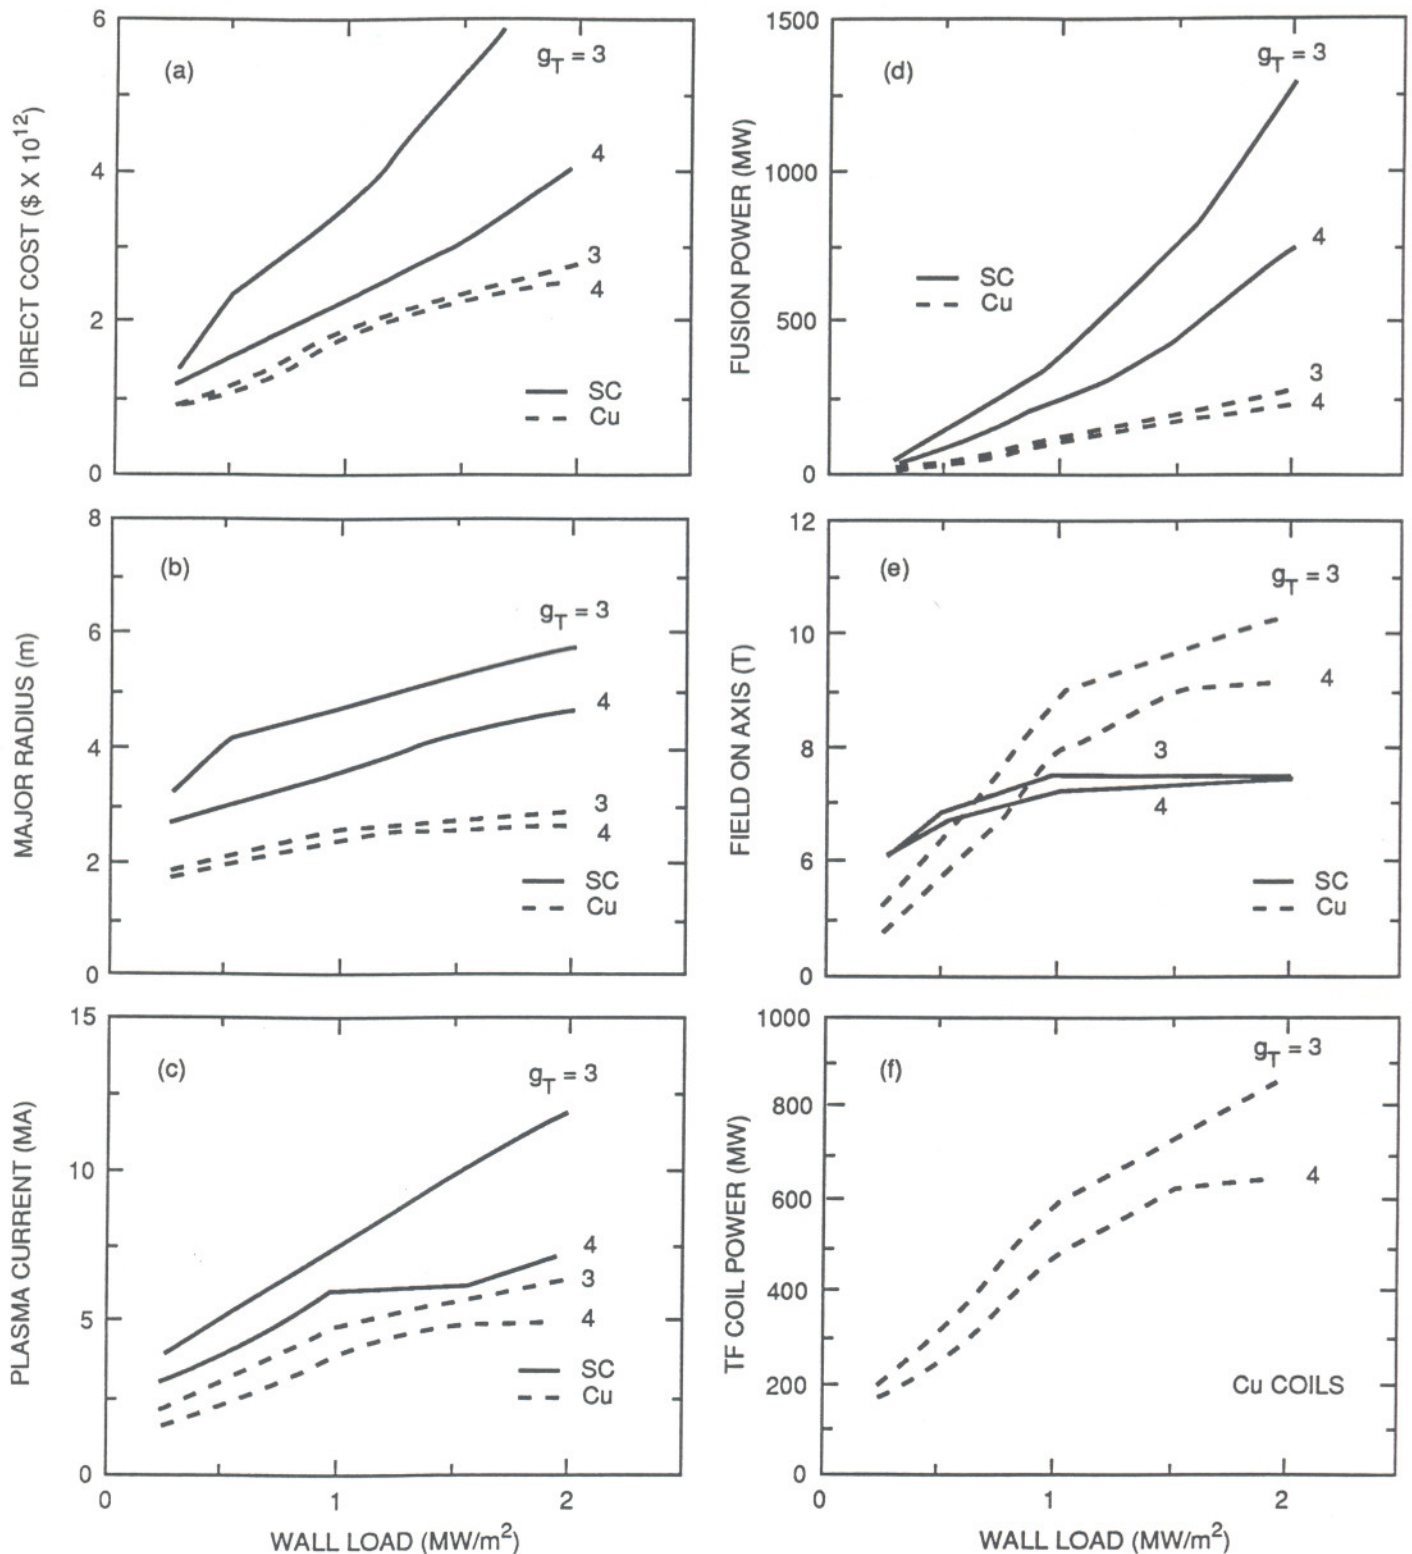 6
4
2
0
DIRECT COST ($ X 10^12)
(a)
g_T = 3
4
3
4
SC
Cu
1500
1000
500
0
FUSION POWER (MW)
(d)
g_T = 3
4
SC
Cu
3
4
8
6
4
2
0
MAJOR RADIUS (m)
(b)
g_T = 3
4
3
4
SC
Cu
12
10
8
6
0
FIELD ON AXIS (T)
(e)
g_T = 3
4
3
4
SC
Cu
15
10
5
0
PLASMA CURRENT (MA)
(c)
g_T = 3
4
3
4
SC
Cu
0 1 2
WALL LOAD (MW/m^2)
1000
800
600
400
200
0
TF COIL POWER (MW)
(f)
g_T = 3
4
Cu COILS
0 1 2
WALL LOAD (MW/m^2)